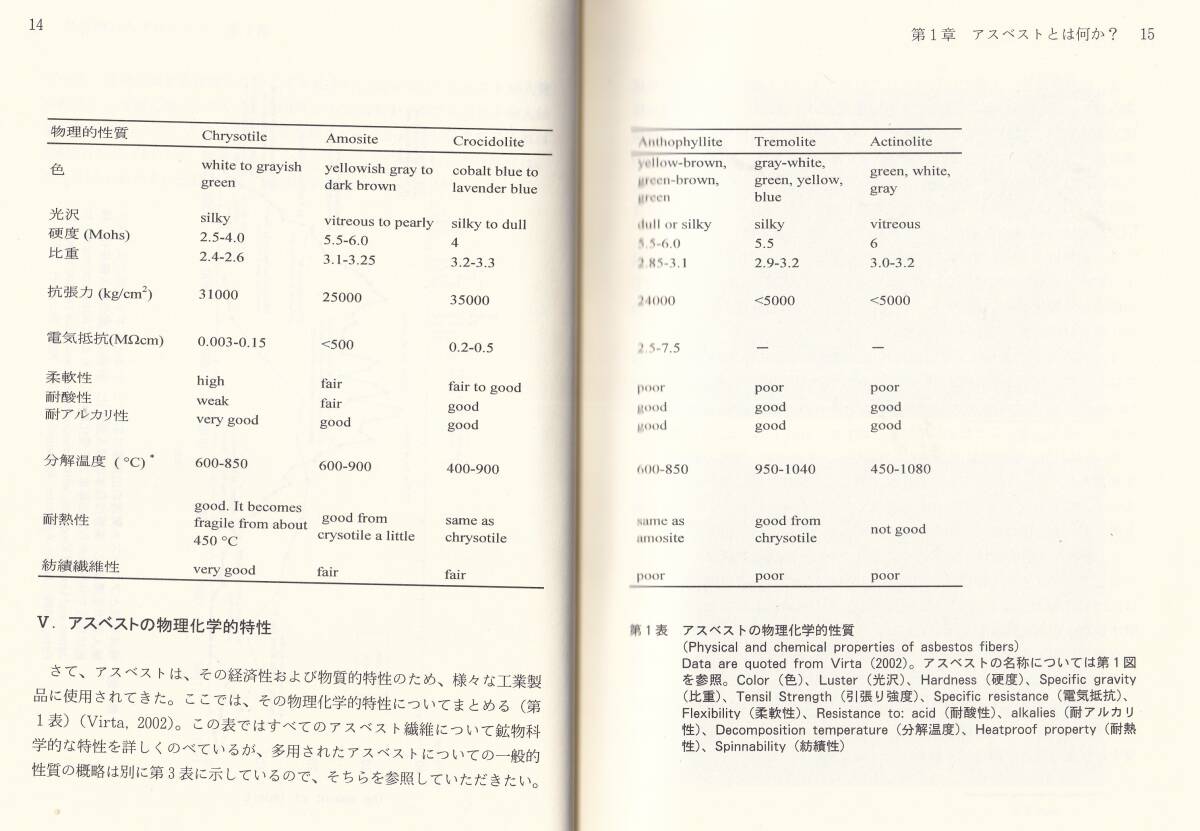 14
物理的性質 Chrysotile Amosite Crocidolite
色 white to grayish green yellowish gray to dark brown cobalt blue to lavender blue
光沢 silky vitreous to pearly silky to dull
硬度 (Mohs) 2.5-4.0 5.5-6.0 4
比重 2.4-2.6 3.1-3.25 3.2-3.3
抗張力 (kg/cm²) 31000 25000 35000
電気抵抗(MΩcm) 0.003-0.15 <500 0.2-0.5
柔軟性 high fair fair to good
耐酸性 weak fair good
耐アルカリ性 very good good good
分解温度 (°C)* 600-850 600-900 400-900
耐熱性 good. It becomes fragile from about 450 °C good from crysotile a little same as chrysotile
紡績繊維性 very good fair fair
Ⅴ. アスベストの物理化学的特性
さて、アスベストは、その経済性および物質的特性のため、様々な工業製
品に使用されてきた。ここでは、その物理化学的特性についてまとめる（第
1表）(Virta, 2002)。この表ではすべてのアスベスト繊維について鉱物科
学的な特性を詳しくのべているが、多用されたアスベストについての一般的
性質の概略は別に第3表に示しているので、そちらを参照していただきたい。
第1章 アスベストとは何か？ 15
Anthophyllite Tremolite Actinolite
yellow-brown, green-brown, green gray-white, green, yellow, blue green, white, gray
dull or silky silky vitreous
5.5-6.0 5.5 6
2.85-3.1 2.9-3.2 3.0-3.2
24000 <5000 <5000
2.5-7.5 — —
poor poor poor
good good good
good good good
600-850 950-1040 450-1080
same as amosite good from chrysotile not good
poor poor poor
第1表 アスベストの物理化学的性質
(Physical and chemical properties of asbestos fibers)
Data are quoted from Virta (2002)。アスベストの名称については第1図
を参照。Color（色）、Luster（光沢）、Hardness（硬度）、Specific gravity
（比重）、Tensil Strength（引張り強度）、Specific resistance（電気抵抗）、
Flexibility（柔軟性）、Resistance to: acid（耐酸性）、alkalies（耐アルカリ
性）、Decomposition temperature（分解温度）、Heatproof property（耐熱
性）、Spinnability（紡績性）